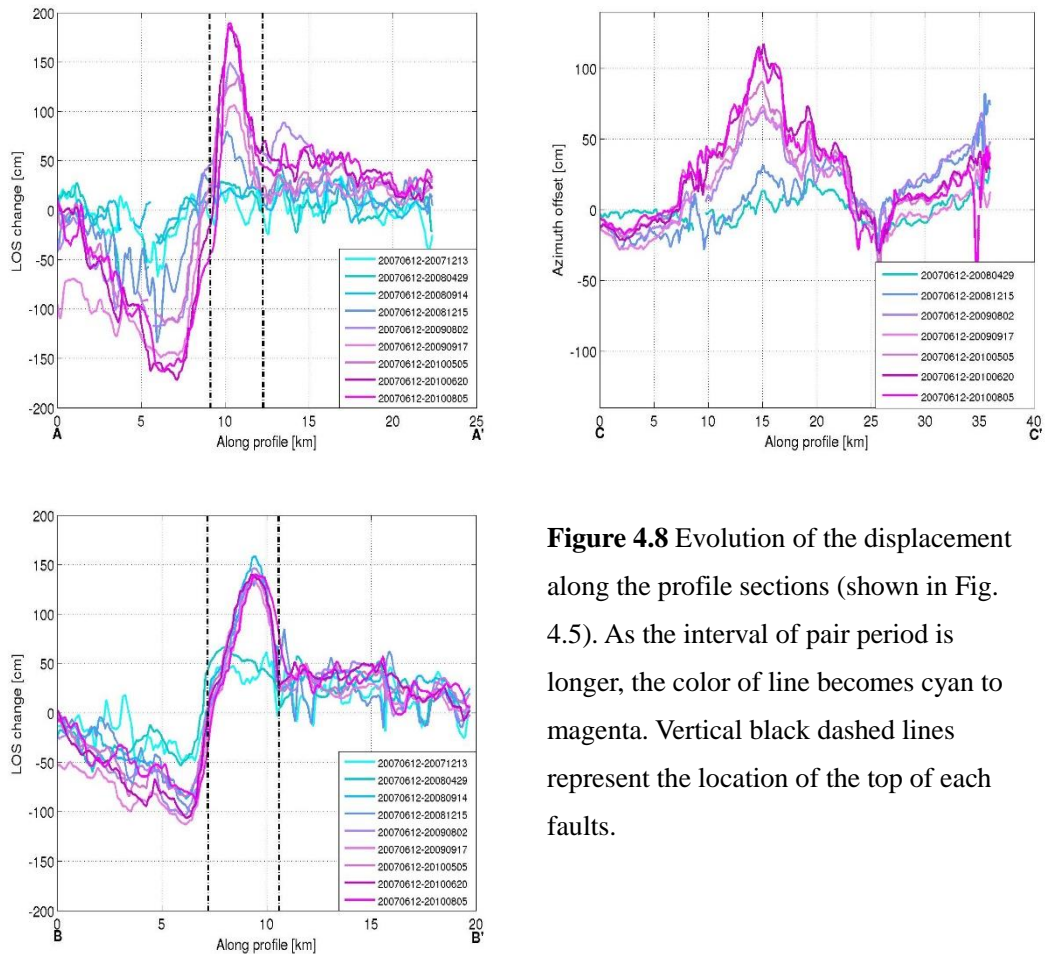 200
150
100
50
0
-50
-100
-150
-200
LOS change [cm]
20070612-20071213
20070612-20080429
20070612-20080914
20070612-20081215
20070612-20090802
20070612-20090917
20070612-20100505
20070612-20100620
20070612-20100805
0 5 10 15 20 25
A A'
Along profile [km]
100
50
0
-50
-100
Azimuth offset [cm]
20070612-20080429
20070612-20081215
20070612-20090802
20070612-20090917
20070612-20100505
20070612-20100620
20070612-20100805
0 5 10 15 20 25 30 35 40
C C'
Along profile [km]
200
150
100
50
0
-50
-100
-150
-200
LOS change [cm]
20070612-20071213
20070612-20080429
20070612-20080914
20070612-20081215
20070612-20090802
20070612-20090917
20070612-20100505
20070612-20100620
20070612-20100805
0 5 10 15 20
B B'
Along profile [km]
Figure 4.8 Evolution of the displacement
along the profile sections (shown in Fig.
4.5). As the interval of pair period is
longer, the color of line becomes cyan to
magenta. Vertical black dashed lines
represent the location of the top of each
faults.